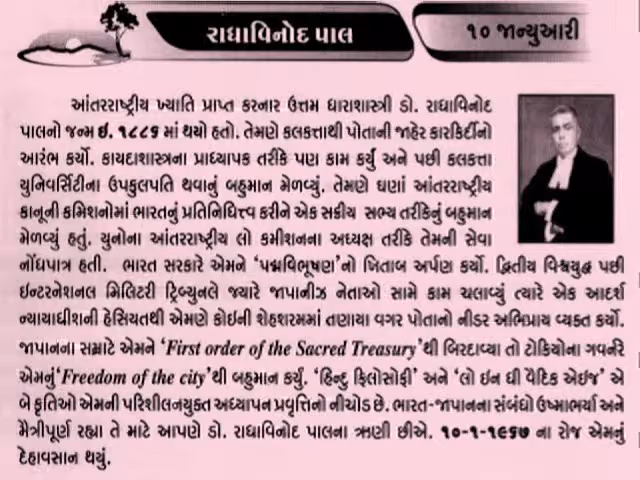 રાધાવિનોદ પાલ
૧૦ જાન્યુઆરી
આંતરરાષ્ટ્રીય ખ્યાતિ પ્રાપ્ત કરનાર ઉત્તમ ધારાશાસ્ત્રી ડો. રાધાવિનોદ
પાલનો જન્મ ઇ. ૧૮૮૬ માં થયો હતો. તેમણે કલકત્તાથી પોતાની જાહેર કારકિર્દીનો
આરંભ કર્યો. કાયદાશાસ્ત્રના પ્રાધ્યાપક તરીકે પણ કામ કર્યું અને પછી કલકત્તા
યુનિવર્સિટીના ઉપકુલપતિ થવાનું બહુમાન મેળવ્યું. તેમણે ઘણાં આંતરરાષ્ટ્રીય
કાનૂની કમિશનોમાં ભારતનું પ્રતિનિધિત્ત્વ કરીને એક સક્રીય સભ્ય તરીકેનું બહુમાન
મેળવ્યું હતું. યુનોના આંતરરાષ્ટ્રીય લો કમીશનના અધ્યક્ષ તરીકે તેમની સેવા
નોંધપાત્ર હતી. ભારત સરકારે એમને ‘પદ્મવિભૂષણ’નો ખિતાબ અર્પણ કર્યો. દ્વિતીય વિશ્વયુદ્ધ પછી
ઇન્ટરનેશનલ મિલિટરી ટ્રિબ્યુનલે જ્યારે જાપાનીઝ નેતાઓ સામે કામ ચલાવ્યું ત્યારે એક આદર્શ
ન્યાયાધીશની હેસિયતથી એમણે કોઇની શેહશરમમાં તણાયા વગર પોતાનો નીડર અભિપ્રાય વ્યક્ત કર્યો.
જાપાનના સમ્રાટે એમને ‘First order of the Sacred Treasury’થી બિરદાવ્યા તો ટોકિયોના ગવર્નરે
એમનું‘Freedom of the city’થી બહુમાન કર્યું. ‘હિન્દુ ફિલોસોફી’ અને ‘લો ઇન ધી વૈદિક એઇજ’ એ
બે કૃતિઓ એમની પરિશીલનયુક્ત અધ્યાપન પ્રવૃત્તિનો નીચોડ છે. ભારત-જાપાનના સંબંધો ઉષ્માભર્યા અને
મૈત્રીપૂર્ણ રહ્યા તે માટે આપણે ડો. રાધાવિનોદ પાલના ઋણી છીએ. ૧૦-૧-૧૯૬૭ ના રોજ એમનું
દેહાવસાન થયું.